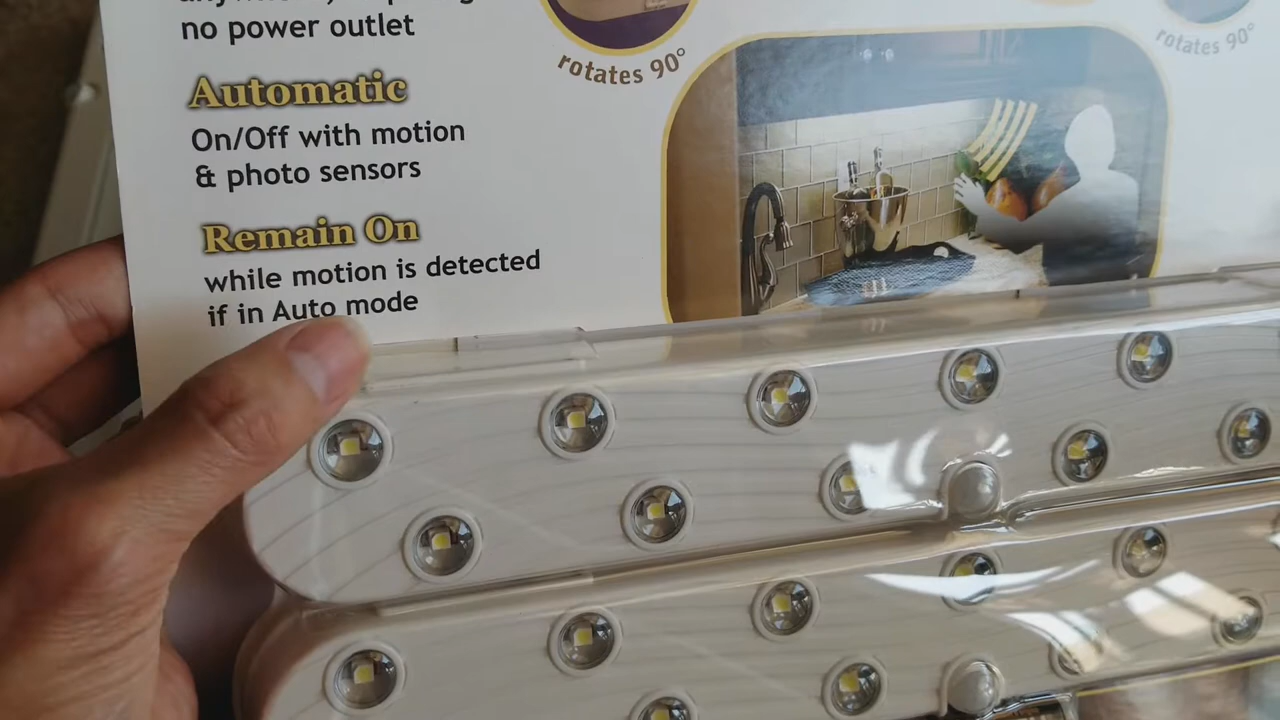 no power outlet
Automatic
On/Off with motion
& photo sensors
Remain On
while motion is detected
if in Auto mode
rotates 90°
rotates 90°